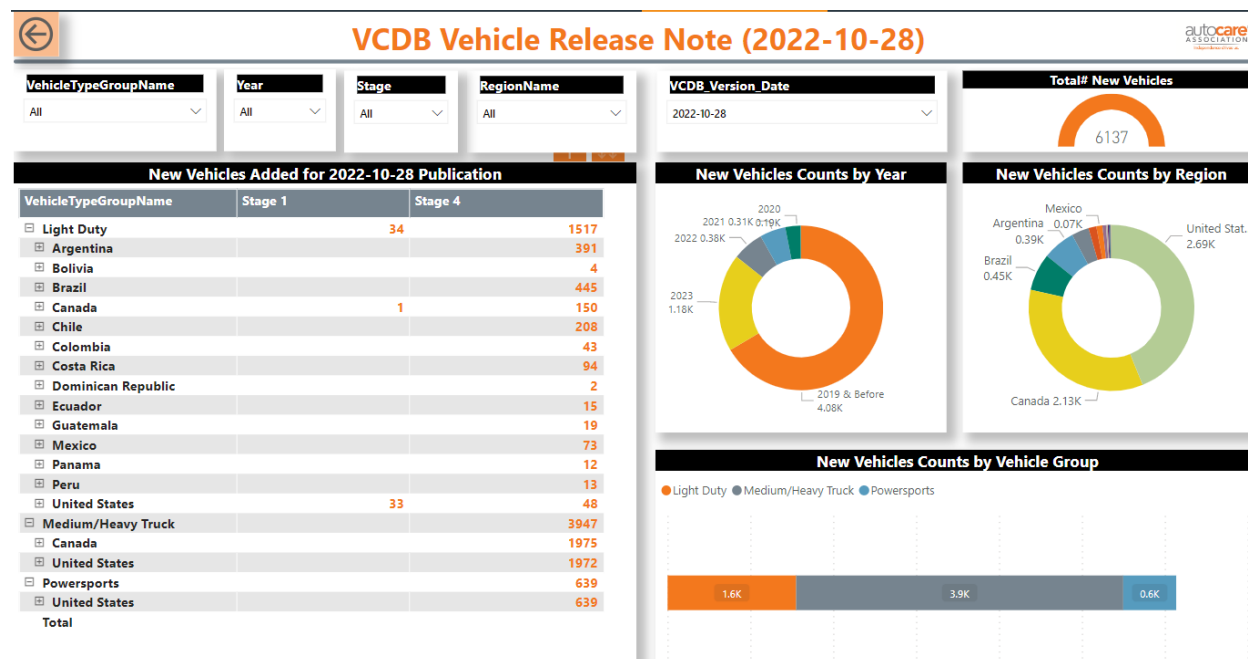 VCDB Vehicle Release Note (2022-10-28)
autocare
ASSOCIATION
VehicleTypeGroupName
All
Year
All
Stage
All
RegionName
All
VCDB_Version_Date
2022-10-28
Total# New Vehicles
6137
New Vehicles Added for 2022-10-28 Publication
VehicleTypeGroupName Stage 1 Stage 4
Light Duty 34 1517
Argentina 391
Bolivia 4
Brazil 445
Canada 1 150
Chile 208
Colombia 43
Costa Rica 94
Dominican Republic 2
Ecuador 15
Guatemala 19
Mexico 73
Panama 12
Peru 13
United States 33 48
Medium/Heavy Truck 3947
Canada 1975
United States 1972
Powersports 639
United States 639
Total
New Vehicles Counts by Year
2020
2021 0.31K 0.19K
2022 0.38K
2023
1.18K
2019 & Before
4.08K
New Vehicles Counts by Region
Mexico
0.07K
Argentina
0.39K
Brazil
0.45K
United Stat.
2.69K
Canada 2.13K
New Vehicles Counts by Vehicle Group
Light Duty Medium/Heavy Truck Powersports
1.6K 3.9K 0.6K